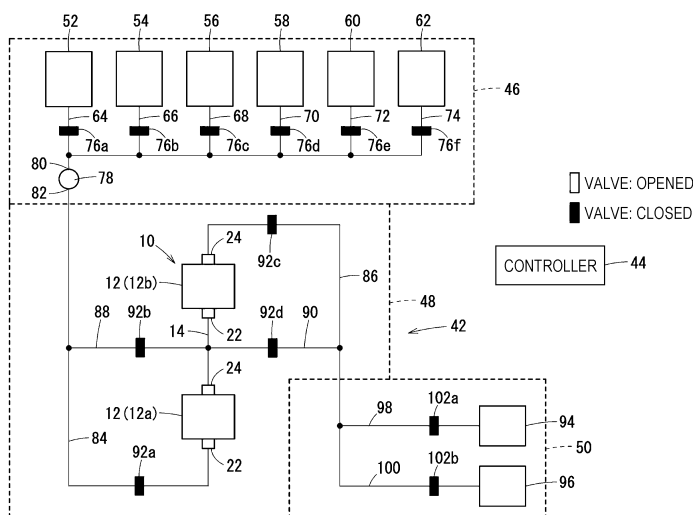 52 54 56 58 60 62
64 66 68 70 72 74 46
76a 76b 76c 76d 76e 76f
80
78
82
VALVE: OPENED
VALVE: CLOSED
10 24
92c
CONTROLLER 44
12 (12b) 86
88 92b 22 92d 90 48
14 42
24
12 (12a) 102a
98 94
84 92a 22 50
100 102b 96